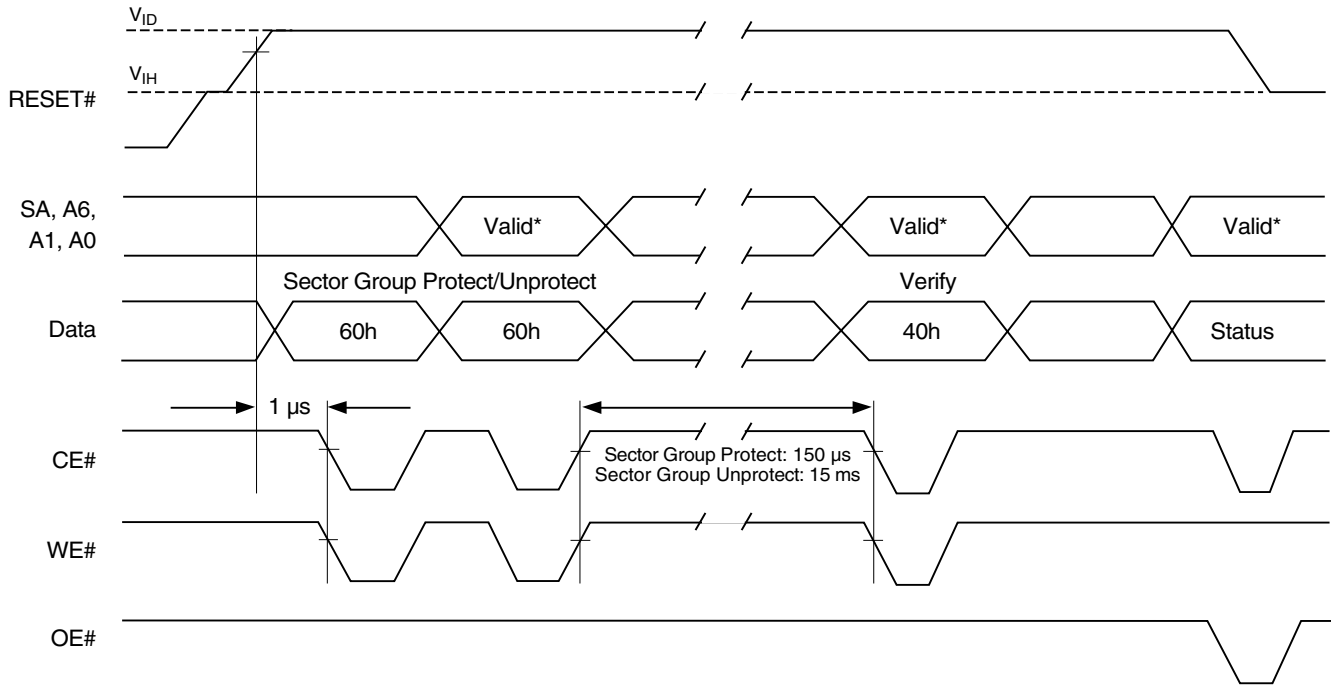 VID
VIH
RESET#
SA, A6,
A1, A0
Valid*
Valid*
Valid*
Sector Group Protect/Unprotect
Verify
Data
60h
60h
40h
Status
1 µs
CE#
Sector Group Protect: 150 µs
Sector Group Unprotect: 15 ms
WE#
OE#